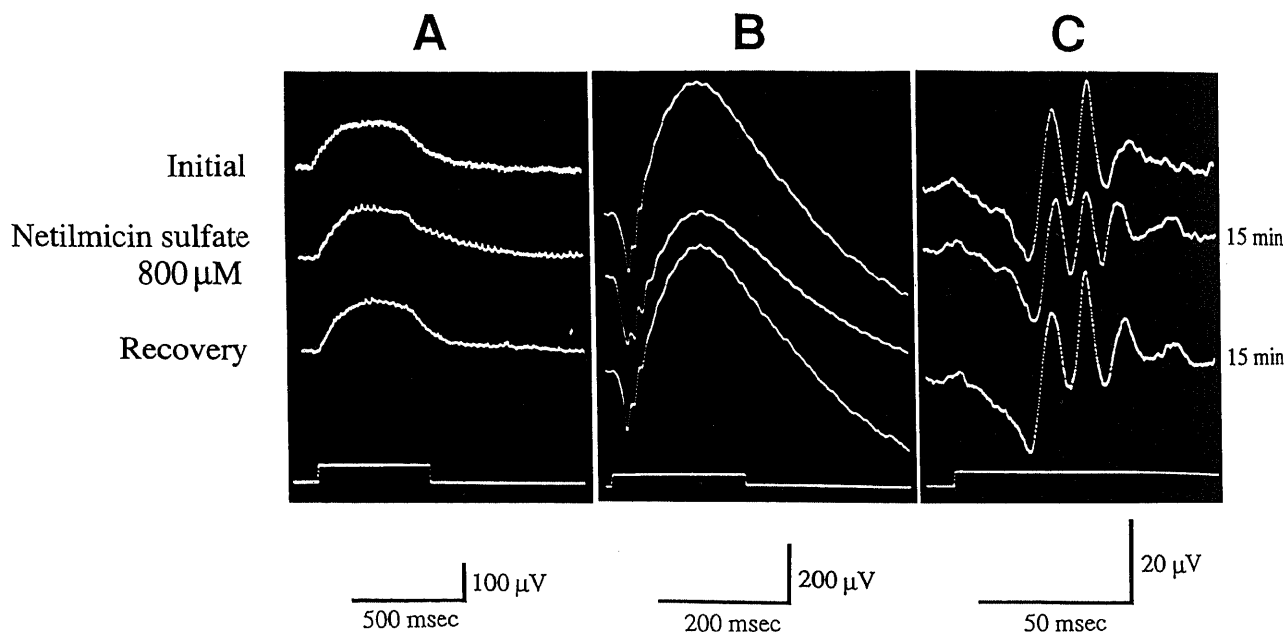 A B C
Initial
Netilmicin sulfate
800 μM
15 min
Recovery
15 min
100 μV
500 msec
200 μV
200 msec
20 μV
50 msec